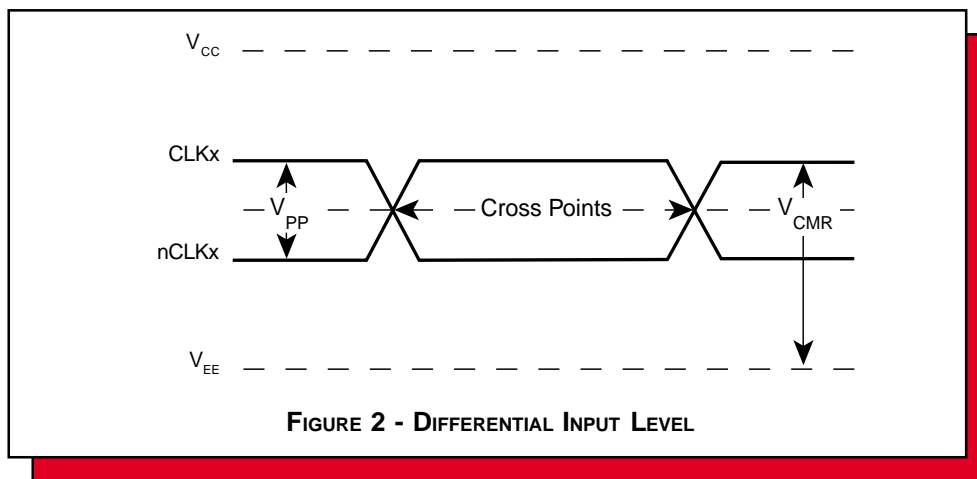 VCC
CLKx
VPP
Cross Points
VCMR
nCLKx
VEE
FIGURE 2 - DIFFERENTIAL INPUT LEVEL